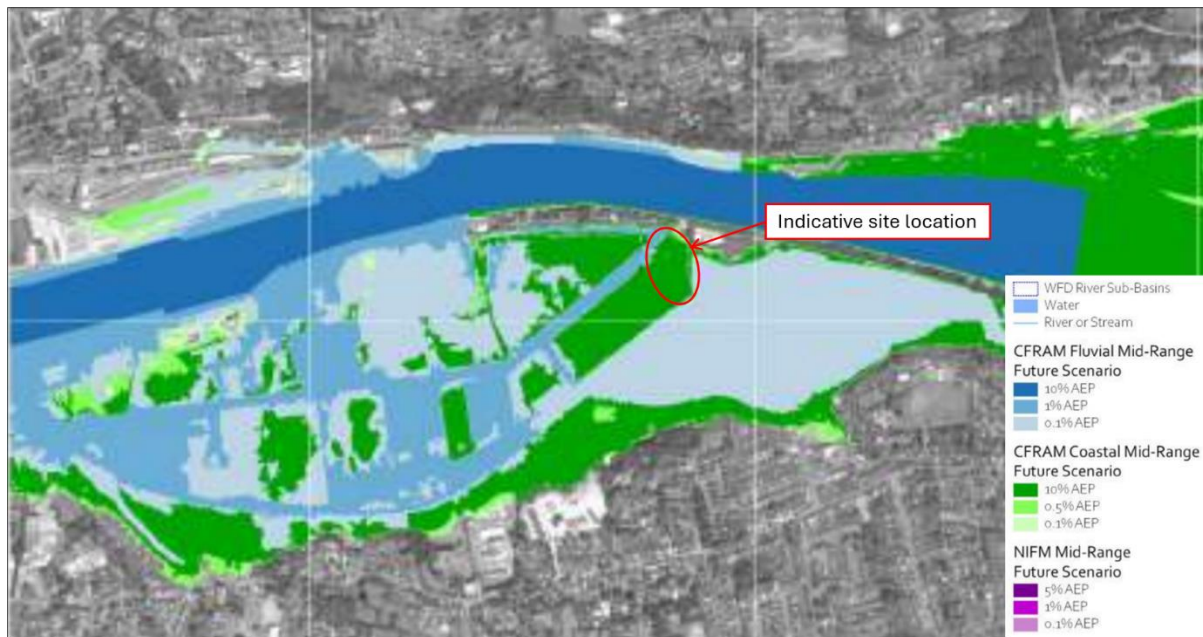 Indicative site location
WFD River Sub-Basins
Water
River or Stream
CFRAM Fluvial Mid-Range
Future Scenario
10% AEP
1% AEP
0.1% AEP
CFRAM Coastal Mid-Range
Future Scenario
10% AEP
0.5% AEP
0.1% AEP
NIFM Mid-Range
Future Scenario
5% AEP
1% AEP
0.1% AEP